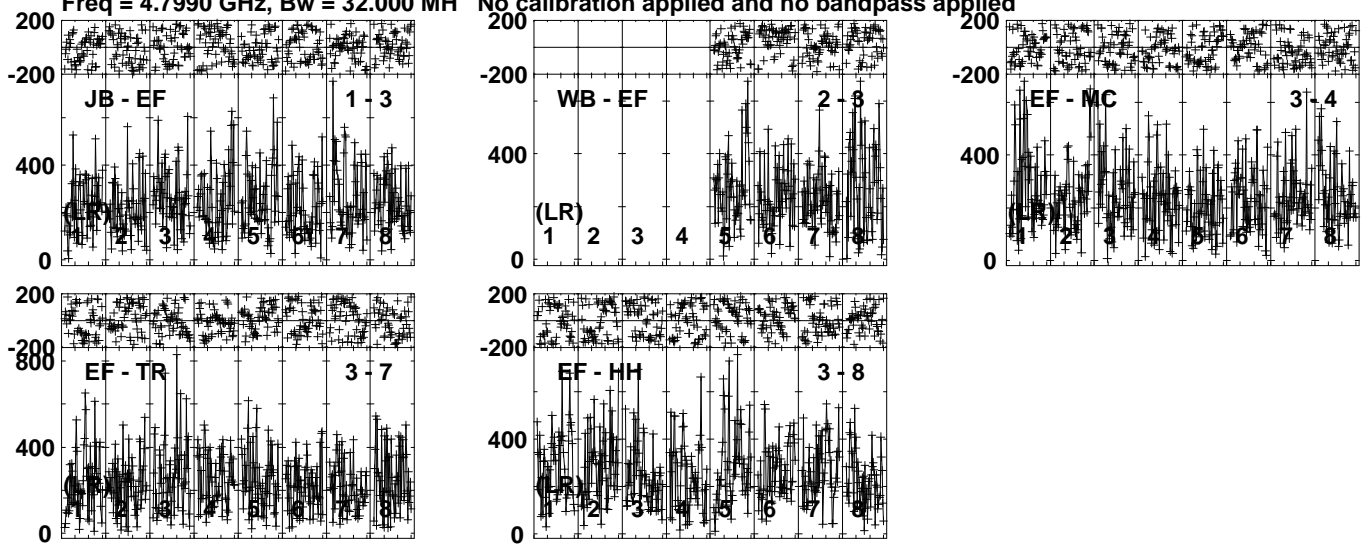 Freq = 4.7990 GHz, Bw = 32.000 MH No calibration applied and no bandpass applied
200
-200
JB - EF 1 - 3
400
(LR)
1 2 3 4 5 6 7 8
0
200
-200
WB - EF 2 - 3
400
(LR)
1 2 3 4 5 6 7 8
0
200
-200
EF - MC 3 - 4
400
(LR)
1 2 3 4 5 6 7 8
0
200
-200
800
EF - TR 3 - 7
400
(LR)
1 2 3 4 5 6 7 8
0
200
-200
EF - HH 3 - 8
400
(LR)
1 2 3 4 5 6 7 8
0